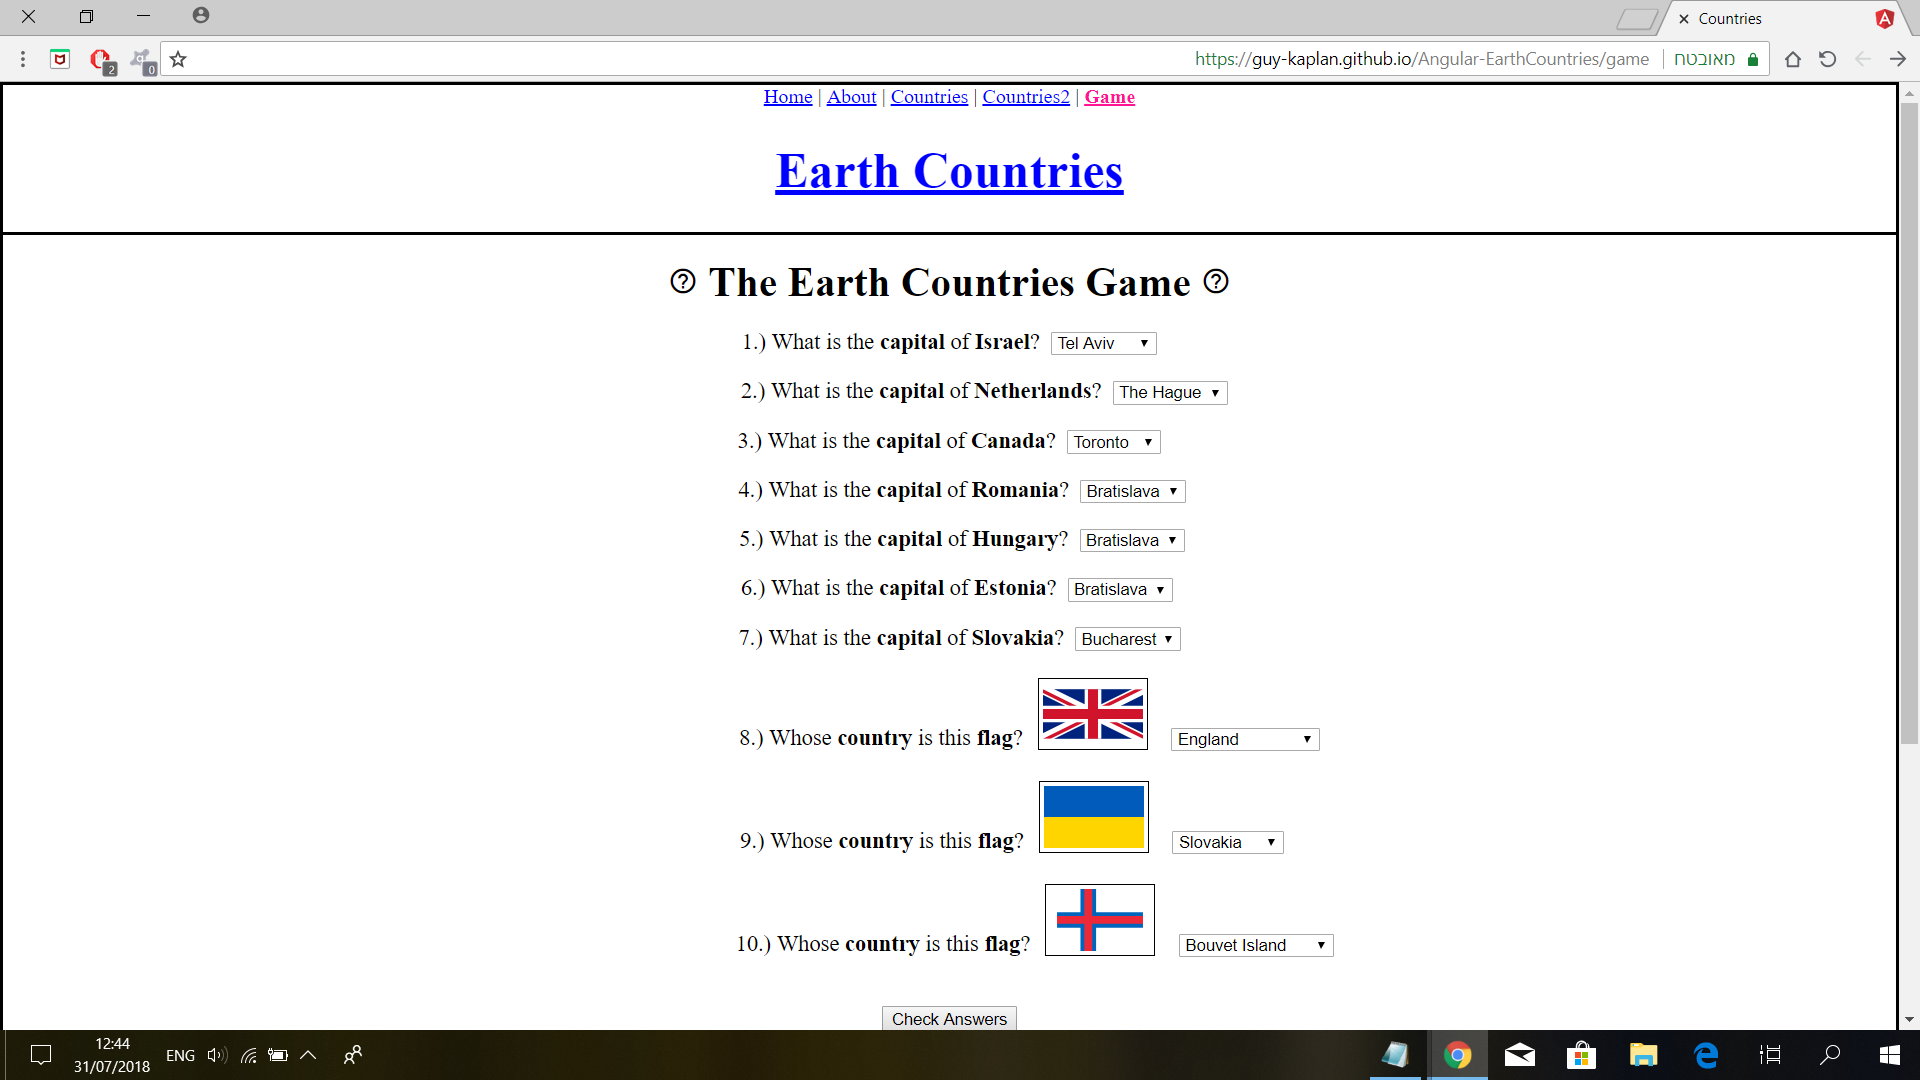 Countries
https://guy-kaplan.github.io/Angular-EarthCountries/game
מאובטח
2
0
Home | About | Countries | Countries2 | Game
Earth Countries
The Earth Countries Game
1.) What is the capital of Israel? Tel Aviv
2.) What is the capital of Netherlands? The Hague
3.) What is the capital of Canada? Toronto
4.) What is the capital of Romania? Bratislava
5.) What is the capital of Hungary? Bratislava
6.) What is the capital of Estonia? Bratislava
7.) What is the capital of Slovakia? Bucharest
8.) Whose country is this flag? England
9.) Whose country is this flag? Slovakia
10.) Whose country is this flag? Bouvet Island
Check Answers
12:44
31/07/2018
ENG